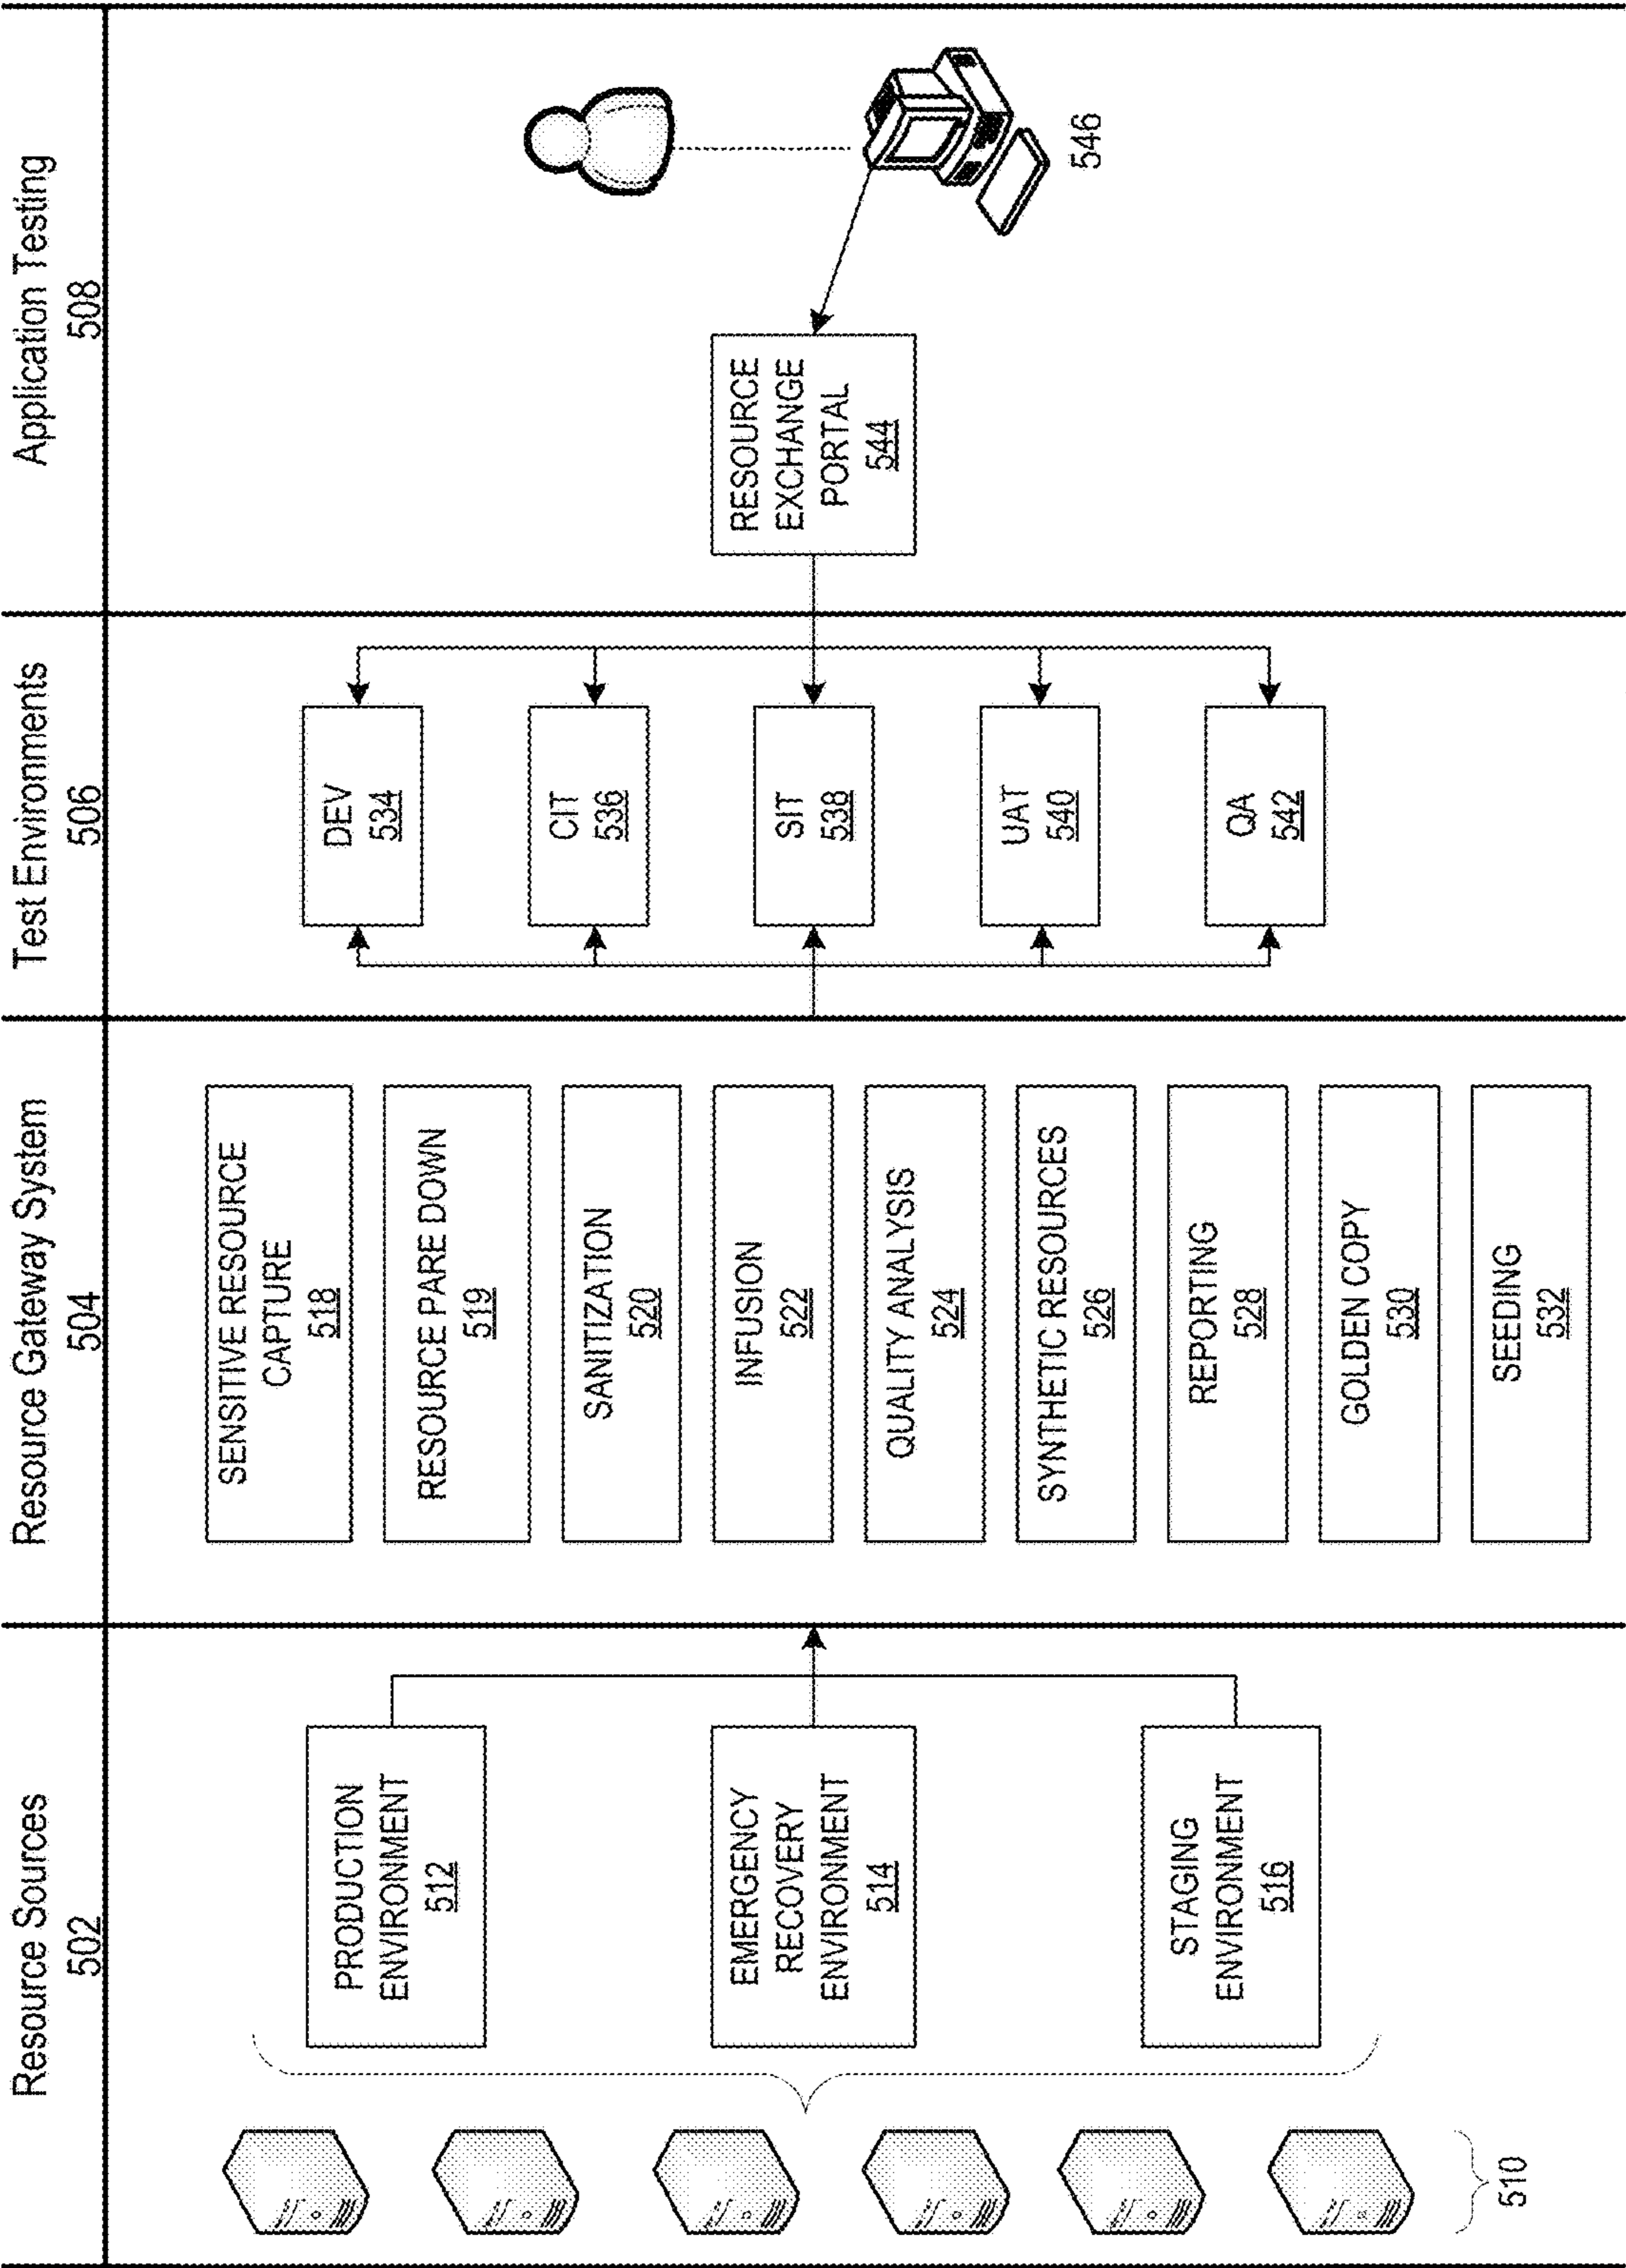 Resource Sources
502
Resource Gateway System
504
Test Environments
506
Application Testing
508
510
PRODUCTION
ENVIRONMENT
512
EMERGENCY
RECOVERY
ENVIRONMENT
514
STAGING
ENVIRONMENT
516
SENSITIVE RESOURCE
CAPTURE
518
RESOURCE PARE DOWN
519
SANITIZATION
520
INFUSION
522
QUALITY ANALYSIS
524
SYNTHETIC RESOURCES
526
REPORTING
528
GOLDEN COPY
530
SEEDING
532
DEV
534
CIT
536
SIT
538
UAT
540
QA
542
RESOURCE
EXCHANGE
PORTAL
544
546